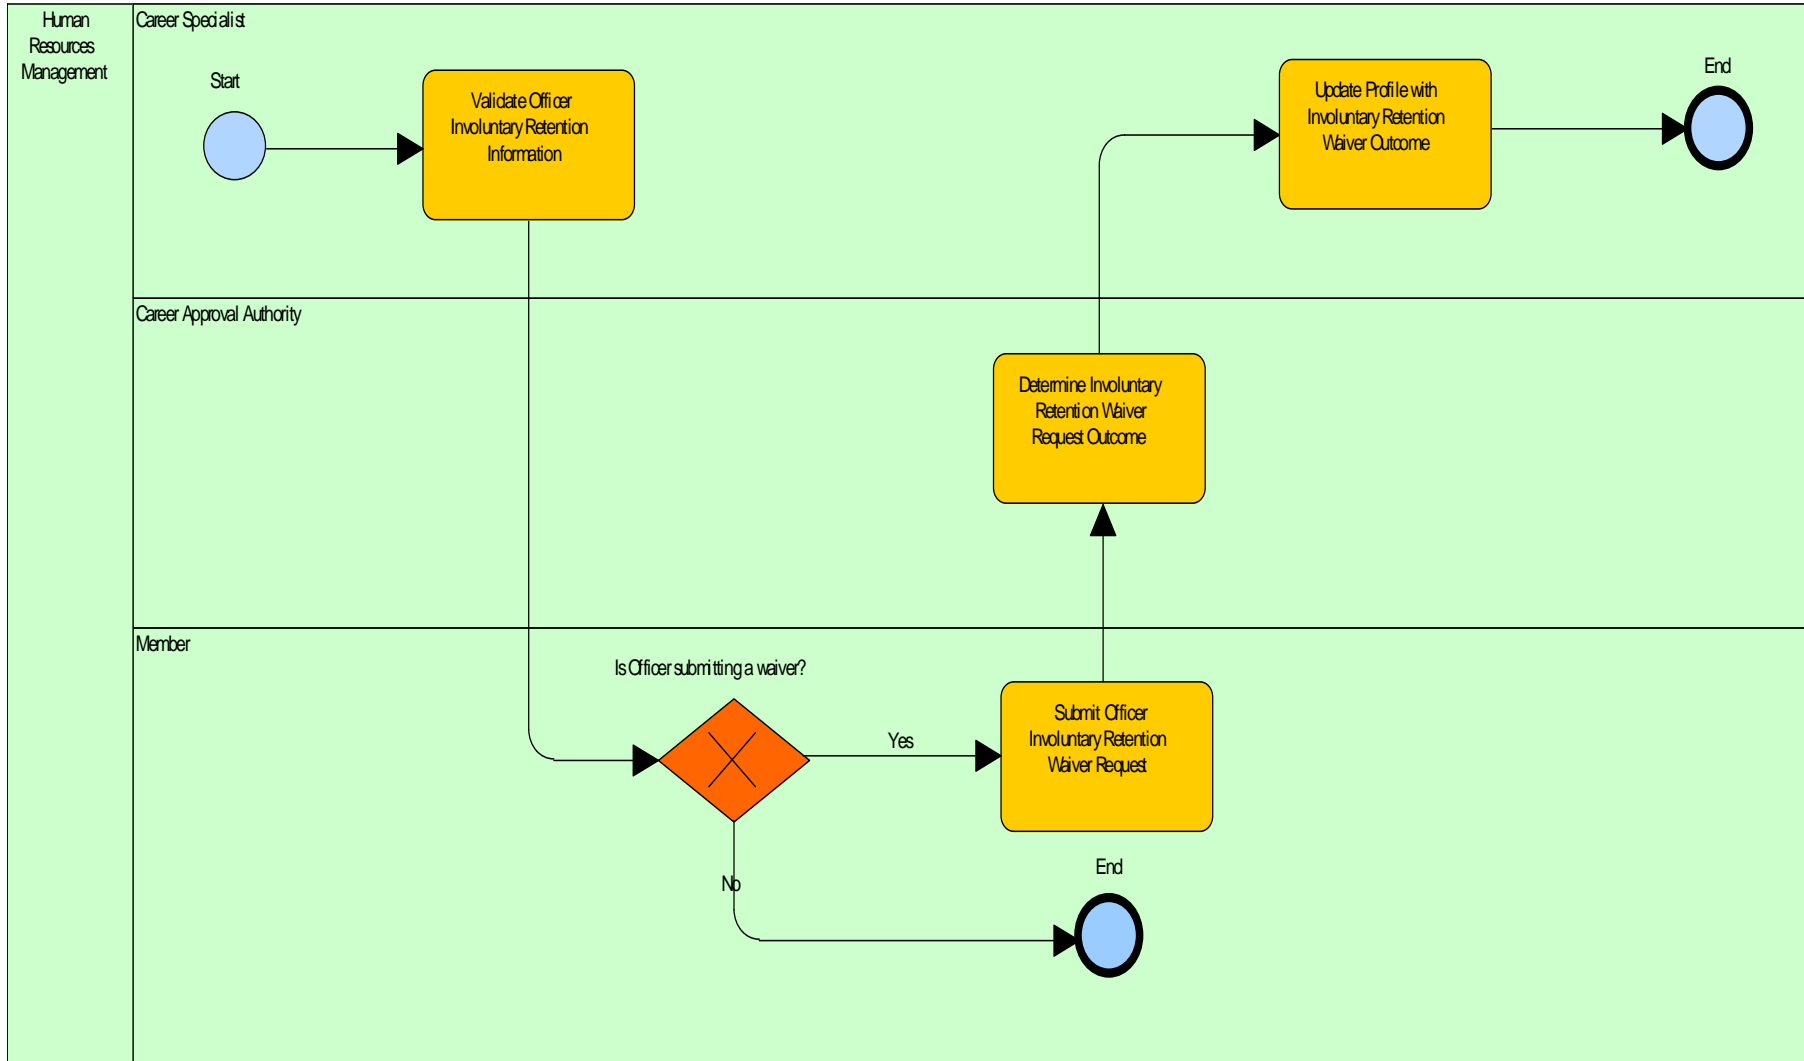 Human
Resources
Management
Career Specialist
Start
Validate Officer
Involuntary Retention
Information
Update Profile with
Involuntary Retention
Waiver Outcome
End
Career Approval Authority
Determine Involuntary
Retention Waiver
Request Outcome
Member
Is Officer submitting a waiver?
Yes
Submit Officer
Involuntary Retention
Waiver Request
No
End